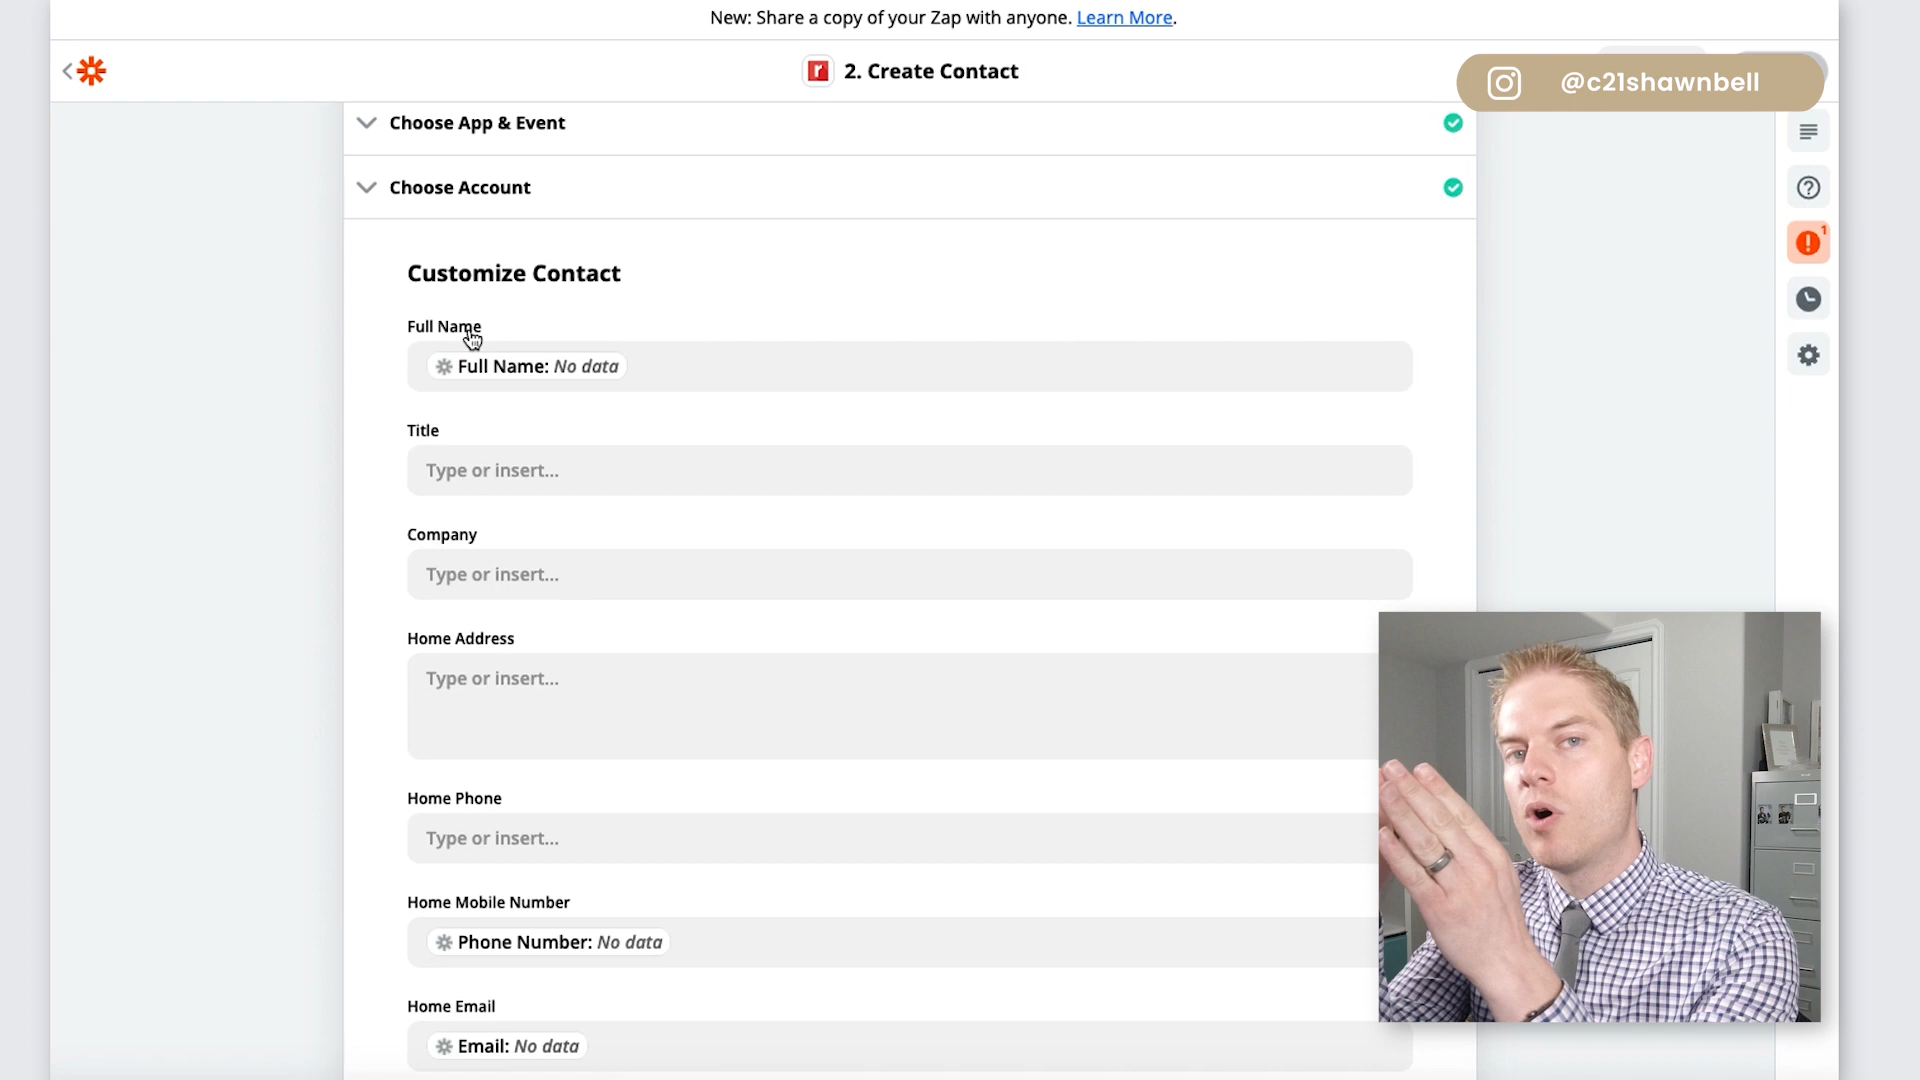 New: Share a copy of your Zap with anyone. Learn More.
2. Create Contact
@c21shawnbell
Choose App & Event
Choose Account
1
Customize Contact
Full Name
Full Name: No data
Title
Type or insert...
Company
Type or insert...
Home Address
Type or insert...
Home Phone
Type or insert...
Home Mobile Number
Phone Number: No data
Home Email
Email: No data